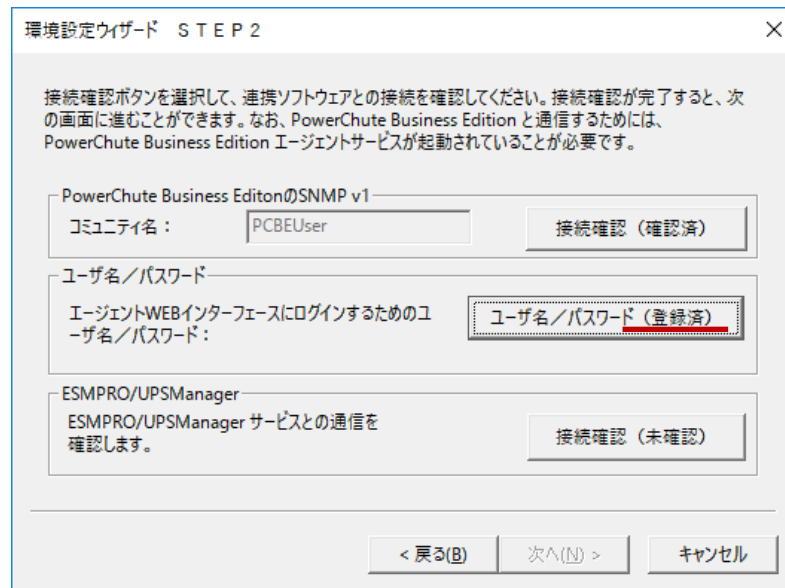 環境設定ウィザード　ＳＴＥＰ２
接続確認ボタンを選択して、連携ソフトウェアとの接続を確認してください。接続確認が完了すると、次
の画面に進むことができます。なお、PowerChute Business Edition と通信するためには、
PowerChute Business Edition エージェントサービスが起動されていることが必要です。
PowerChute Business EditonのSNMP v1
コミュニティ名：
PCBEUser
接続確認（確認済）
ユーザ名／パスワード
エージェントWEBインターフェースにログインするためのユ
ーザ名／パスワード：
ユーザ名／パスワード（登録済）
ESMPRO/UPSManager
ESMPRO/UPSManager サービスとの通信を
確認します。
接続確認（未確認）
< 戻る(B)
次へ(N) >
キャンセル